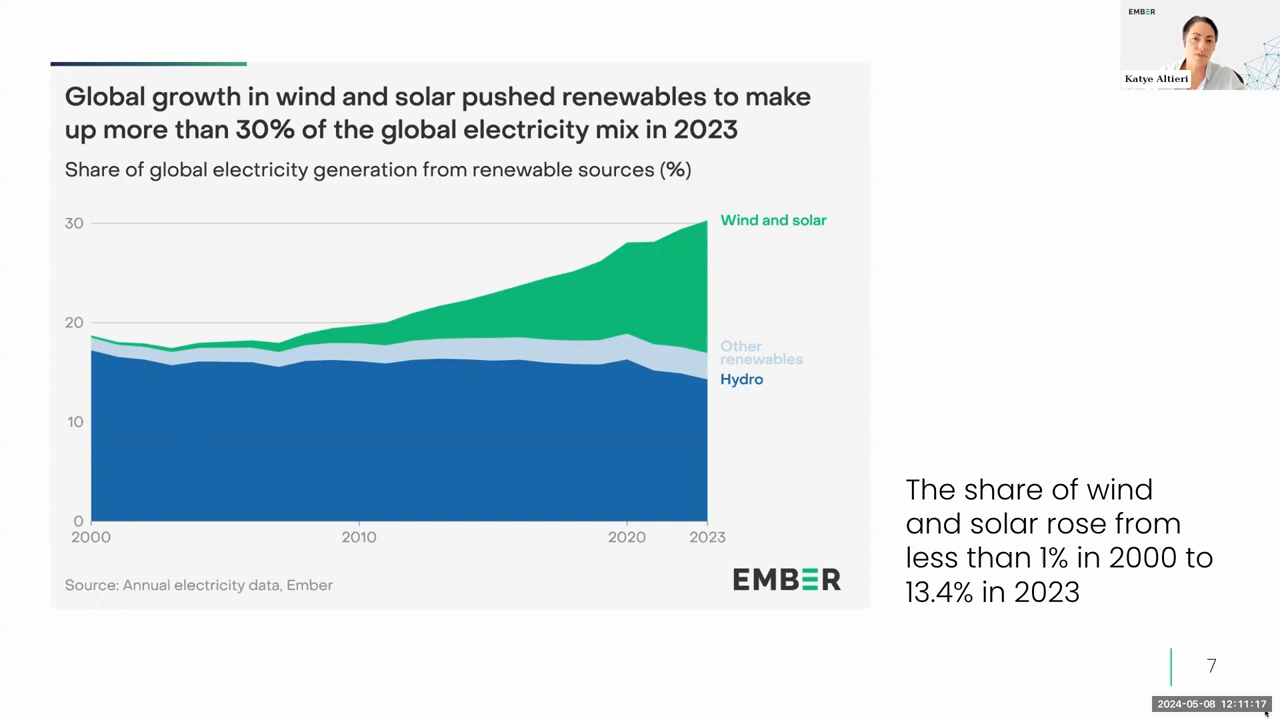 EMBER
Katye Altieri
Global growth in wind and solar pushed renewables to make
up more than 30% of the global electricity mix in 2023
Share of global electricity generation from renewable sources (%)
30
20
10
0
Wind and solar
Other
renewables
Hydro
2000
2010
2020
2023
Source: Annual electricity data, Ember
EMBER
The share of wind
and solar rose from
less than 1% in 2000 to
13.4% in 2023
7
2024-05-08 12:11:17